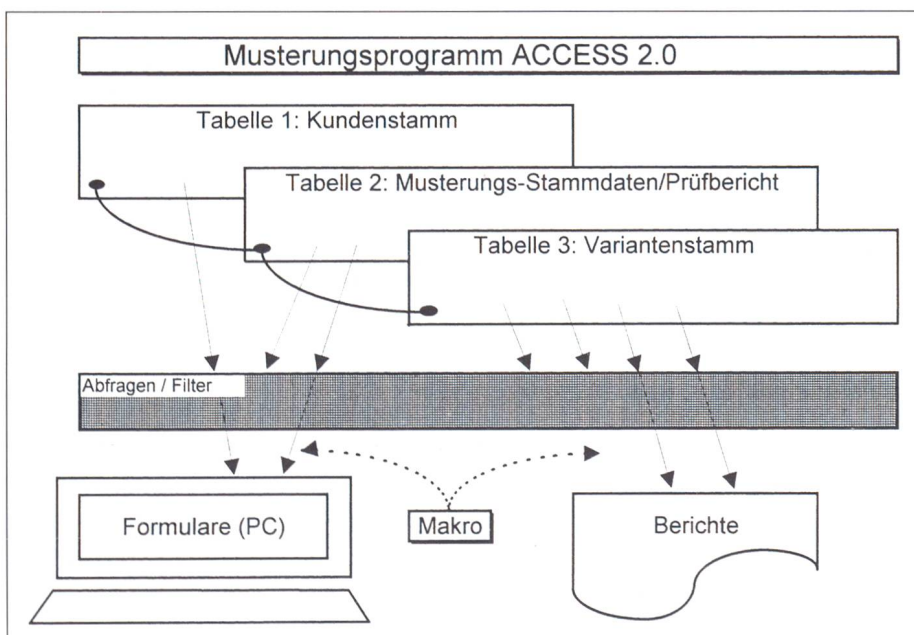 Musterungsprogramm ACCESS 2.0
Tabelle 1: Kundenstamm
Tabelle 2: Musterungs-Stammdaten/Prüfbericht
Tabelle 3: Variantenstamm
Abfragen / Filter
Formulare (PC)
Makro
Berichte